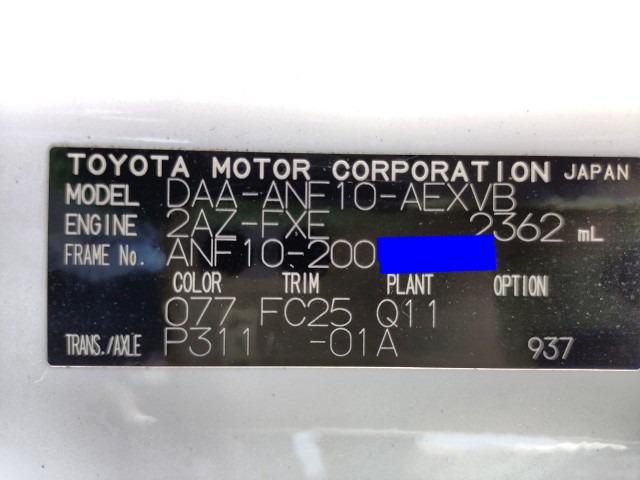 TOYOTA MOTOR CORPORATION JAPAN
MODEL DAA-ANF10-AEXVB
ENGINE 2AZ-FXE 2362 mL
FRAME No. ANF10-200
COLOR TRIM PLANT OPTION
077 FC25 Q11
TRANS./AXLE P311 -01A 937